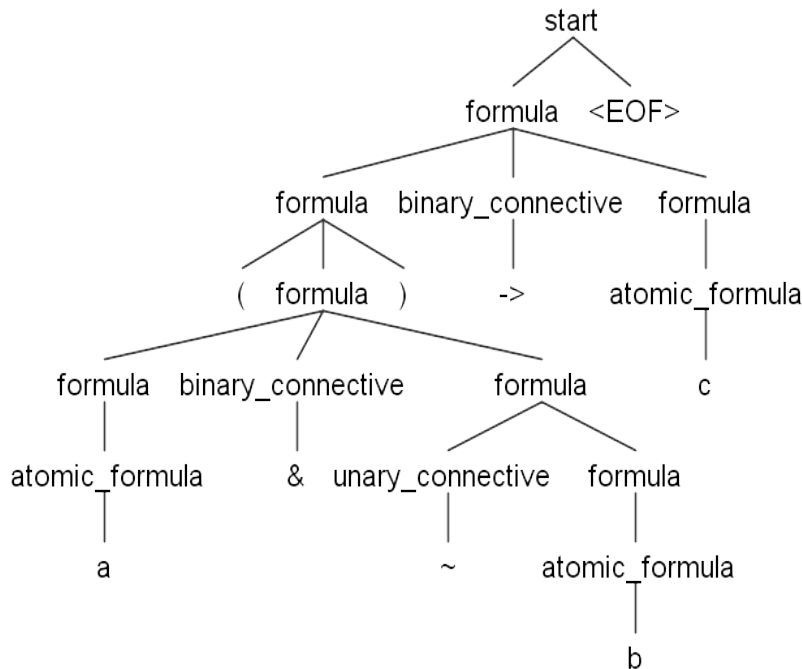 start
formula <EOF>
formula binary_connective formula
( formula ) -> atomic_formula
formula binary_connective formula c
atomic_formula & unary_connective formula
a ~ atomic_formula
b